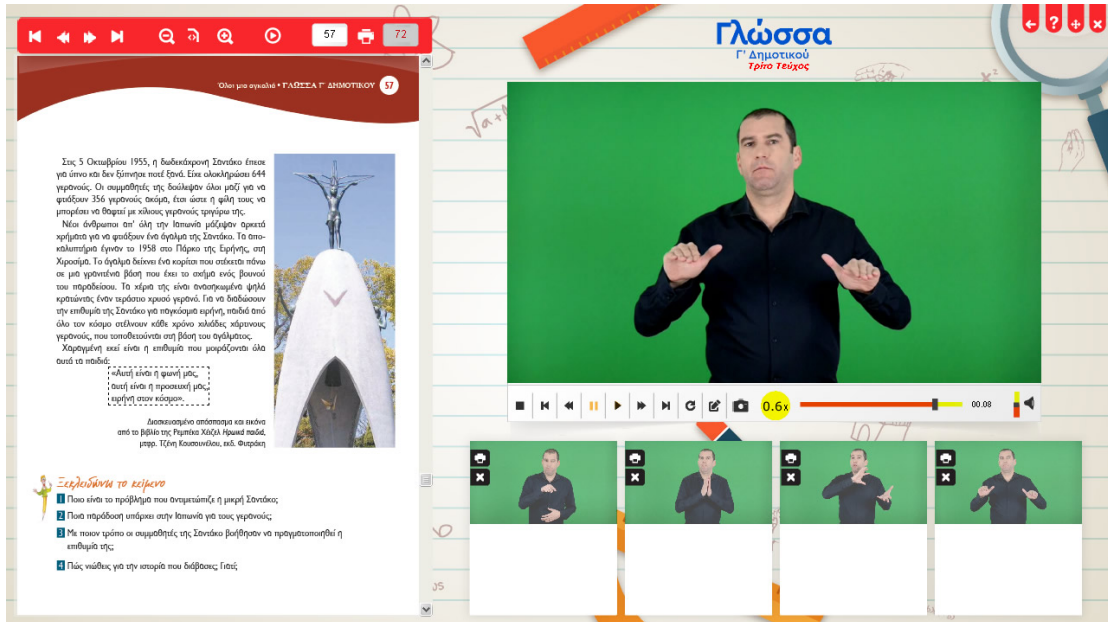 57
72
Γλώσσα
Γ' Δημοτικού
Τρίτο Τεύχος
Όλοι μια αγκαλιά • ΓΛΩΣΣΑ Γ' ΔΗΜΟΤΙΚΟΥ 57
Στις 5 Οκτωβρίου 1955, η δωδεκάχρονη Σαντάκο έπεσε
για ύπνο και δεν ξύπνησε ποτέ ξανά. Είχε ολοκληρώσει 644
γερανούς. Οι συμμαθητές της δούλεψαν όλοι μαζί για να
φτιάξουν 356 γερανούς ακόμα, έτσι ώστε η φίλη τους να
μπορέσει να θαφτεί με χίλιους γερανούς τριγύρω της.
Νέοι άνθρωποι απ' όλη την Ιαπωνία μάζεψαν αρκετά
χρήματα για να φτιάξουν ένα άγαλμα της Σαντάκο. Τα απο-
καλυπτήρια έγιναν το 1958 στο Πάρκο της Ειρήνης, στη
Χιροσίμα. Το άγαλμα δείχνει ένα κορίτσι που στέκεται πάνω
σε μια γρανιτένια βάση που έχει το σχήμα ενός βουνού
του παραδείσου. Τα χέρια της είναι ανασηκωμένα ψηλά
κρατώντας έναν τεράστιο χρυσό γερανό. Για να διαδώσουν
την επιθυμία της Σαντάκο για παγκόσμια ειρήνη, παιδιά από
όλο τον κόσμο στέλνουν κάθε χρόνο χιλιάδες χάρτινους
γερανούς, που τοποθετούνται στη βάση του αγάλματος.
Χαραγμένη εκεί είναι η επιθυμία που μοιράζονται όλα
αυτά τα παιδιά:
«Αυτή είναι η φωνή μας,
αυτή είναι η προσευχή μας,
ειρήνη στον κόσμο».
Διασκευασμένο απόσπασμα και εικόνα
από το βιβλίο της Ρεμπέκα Χέιζελ Ηρωικά παιδιά,
μτφρ. Τζένη Κουσουνέλου, εκδ. Φυτράκη
Ξεκλειδώνω το κείμενο
1 Ποιο είναι το πρόβλημα που αντιμετώπιζε η μικρή Σαντάκο;
2 Ποια παράδοση υπάρχει στην Ιαπωνία για τους γερανούς;
3 Με ποιον τρόπο οι συμμαθητές της Σαντάκο βοήθησαν να πραγματοποιηθεί η
επιθυμία της;
4 Πώς νιώθεις για την ιστορία που διάβασες; Γιατί;
0.6x
00.08